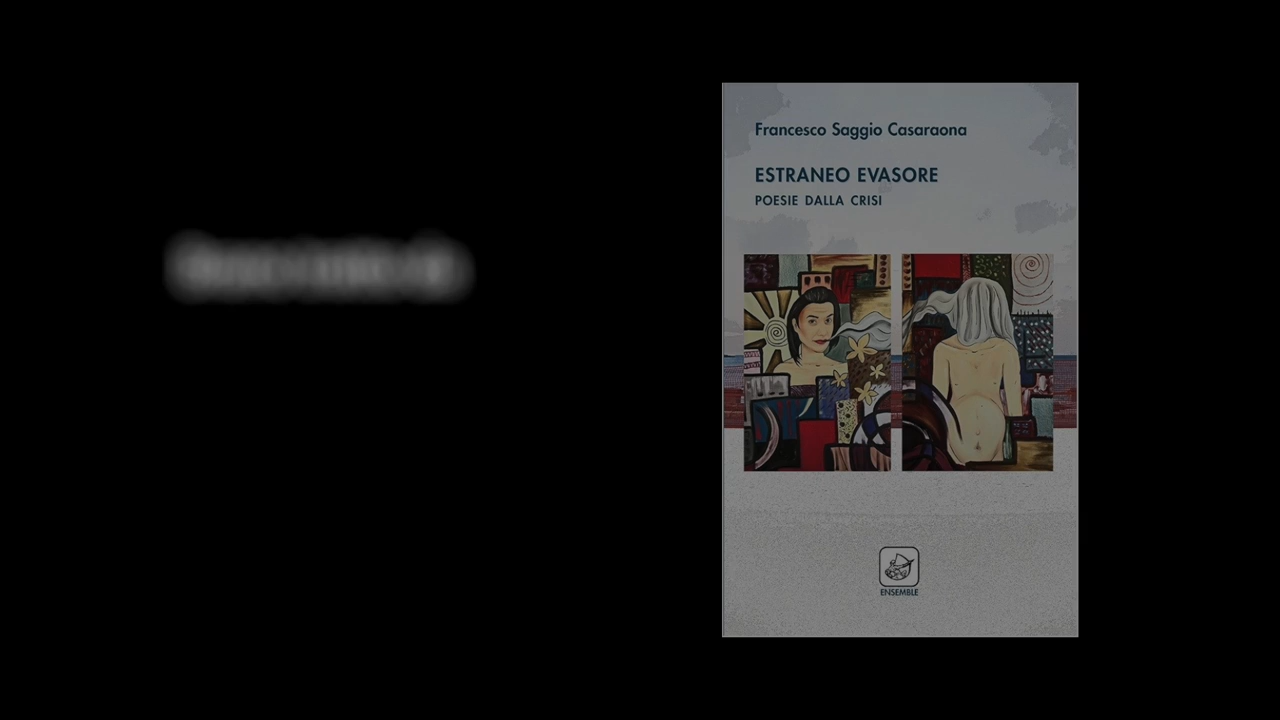 Francesco Saggio Casaraona
ESTRANEO EVASORE
POESIE DALLA CRISI
ENSEMBLE